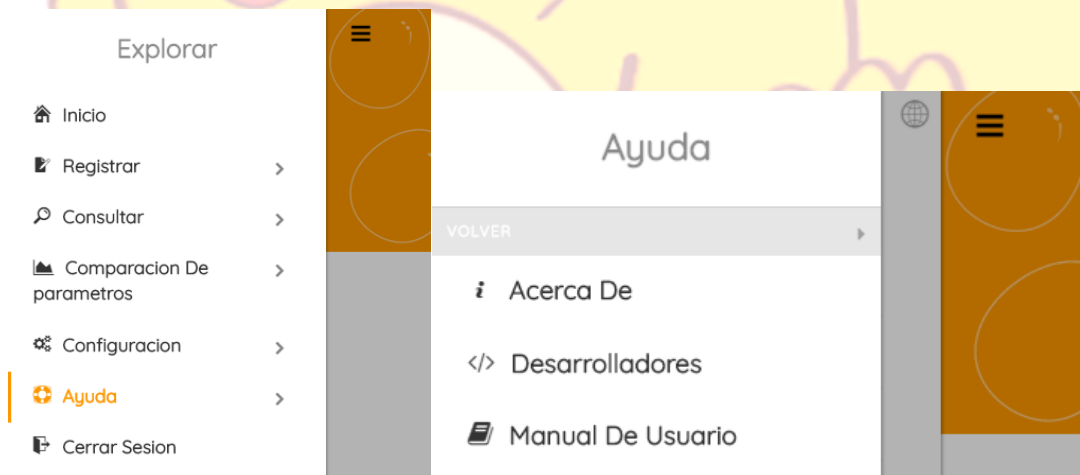 Explorar
Inicio
Registrar
Consultar
Comparacion De
parametros
Configuracion
Ayuda
Cerrar Sesion
Ayuda
VOLVER
Acerca De
Desarrolladores
Manual De Usuario